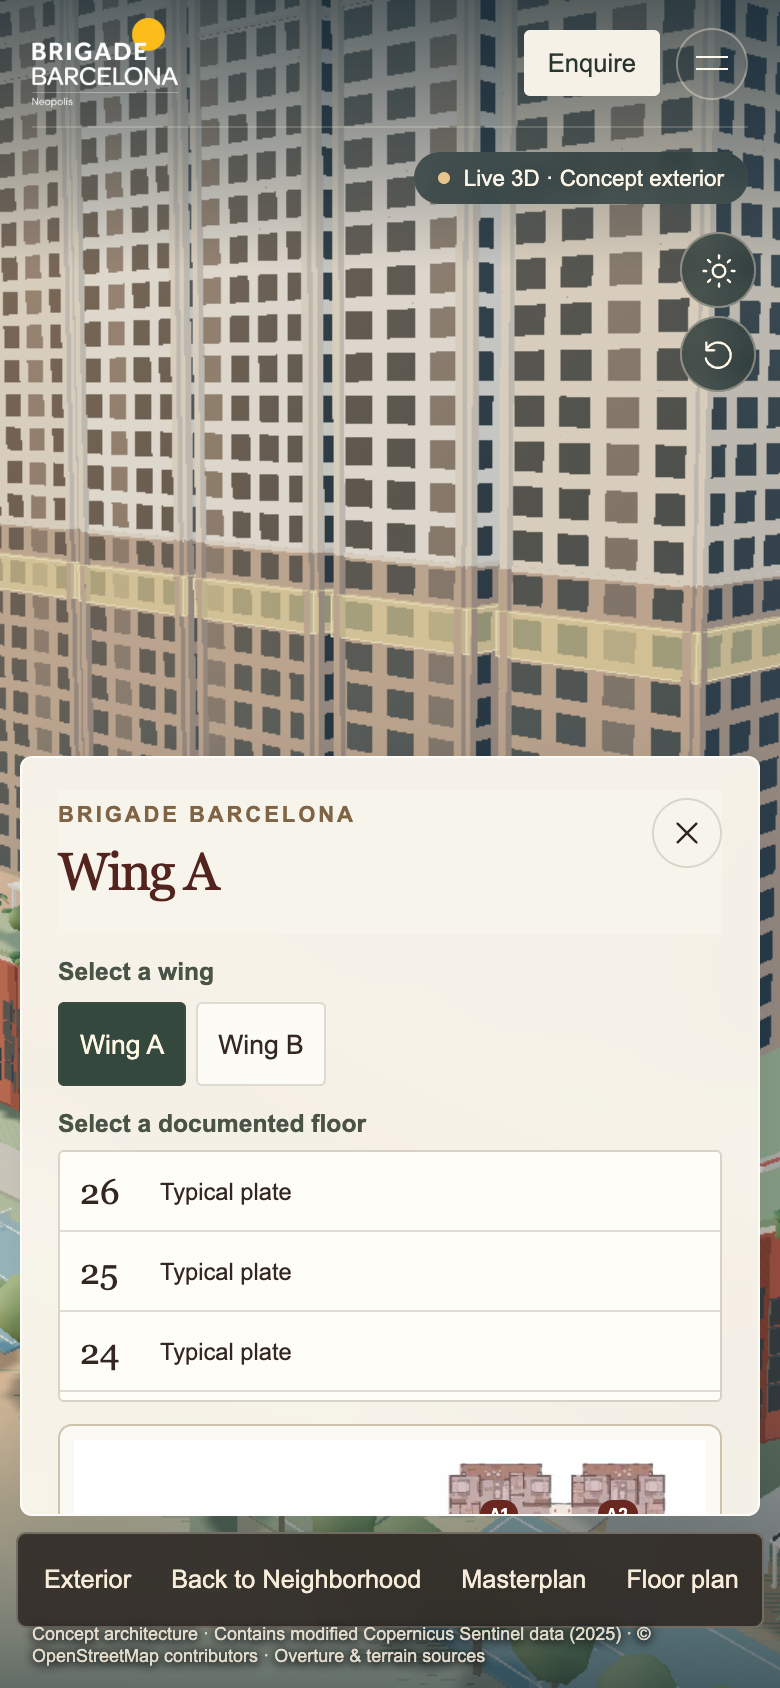 BRIGADE
BARCELONA
Neopolis
Enquire
Live 3D · Concept exterior
BRIGADE BARCELONA
Wing A
Select a wing
Wing A
Wing B
Select a documented floor
26 Typical plate
25 Typical plate
24 Typical plate
A1 A2
Exterior Back to Neighborhood Masterplan Floor plan
Concept architecture · Contains modified Copernicus Sentinel data (2025) · ©
OpenStreetMap contributors · Overture & terrain sources